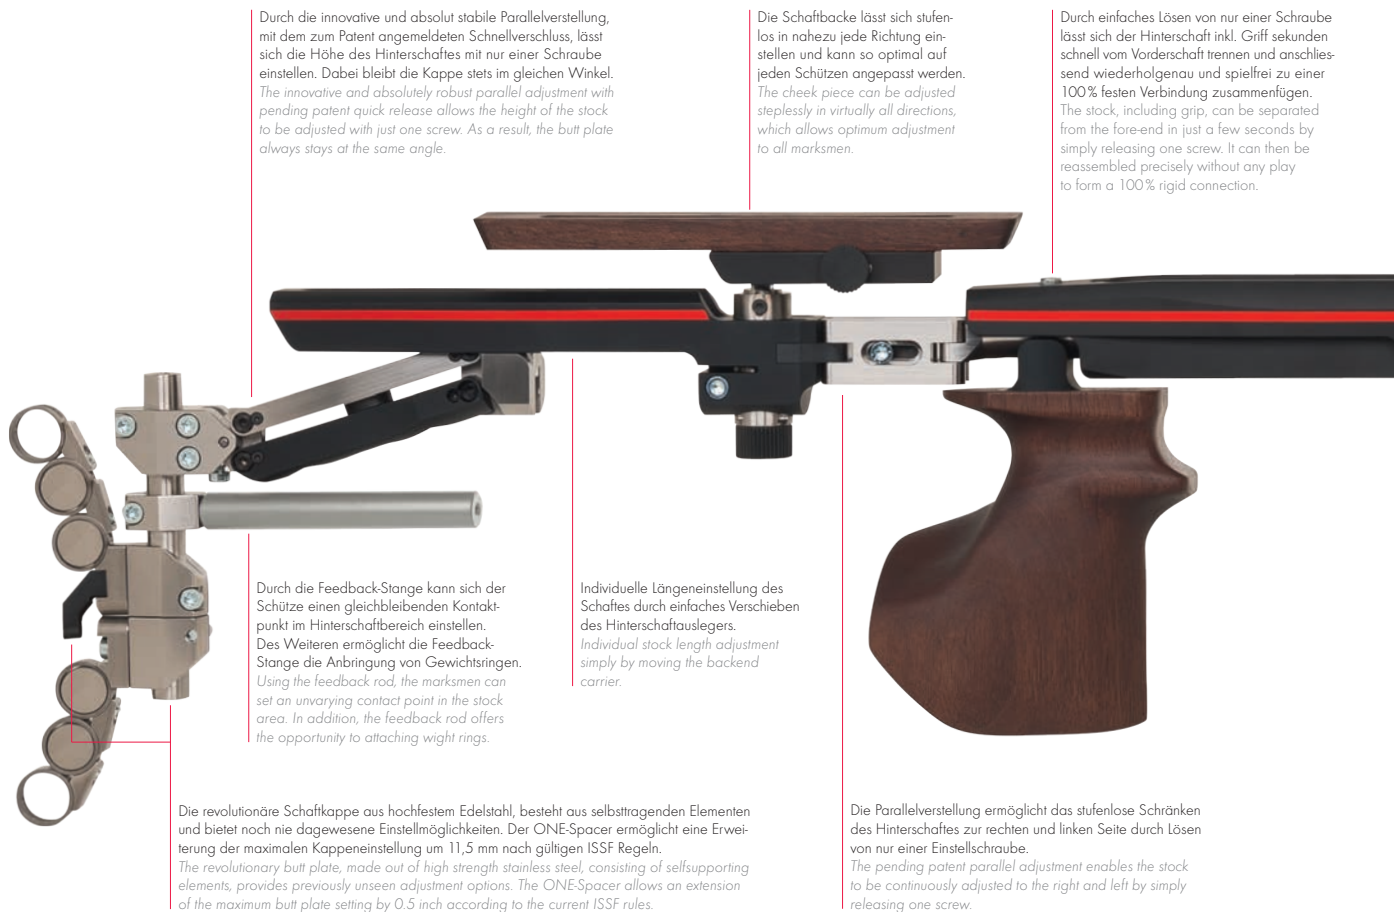 Durch die innovative und absolut stabile Parallelverstellung,
mit dem zum Patent angemeldeten Schnellverschluss, lässt
sich die Höhe des Hinterschaftes mit nur einer Schraube
einstellen. Dabei bleibt die Kappe stets im gleichen Winkel.
The innovative and absolutely robust parallel adjustment with
pending patent quick release allows the height of the stock
to be adjusted with just one screw. As a result, the butt plate
always stays at the same angle.
Die Schaftbacke lässt sich stufen-
los in nahezu jede Richtung ein-
stellen und kann so optimal auf
jeden Schützen angepasst werden.
The cheek piece can be adjusted
steplessly in virtually all directions,
which allows optimum adjustment
to all marksmen.
Durch einfaches Lösen von nur einer Schraube
lässt sich der Hinterschaft inkl. Griff sekunden
schnell vom Vorderschaft trennen und anschlies-
send wiederholgenau und spielfrei zu einer
100 % festen Verbindung zusammenfügen.
The stock, including grip, can be separated
from the fore-end in just a few seconds by
simply releasing one screw. It can then be
reassembled precisely without any play
to form a 100 % rigid connection.
Durch die Feedback-Stange kann sich der
Schütze einen gleichbleibenden Kontakt-
punkt im Hinterschaftbereich einstellen.
Des Weiteren ermöglicht die Feedback-
Stange die Anbringung von Gewichtsringen.
Using the feedback rod, the marksmen can
set an unvarying contact point in the stock
area. In addition, the feedback rod offers
the opportunity to attaching wight rings.
Individuelle Längeneinstellung des
Schaftes durch einfaches Verschieben
des Hinterschaftauslegers.
Individual stock length adjustment
simply by moving the backend
carrier.
Die revolutionäre Schaftkappe aus hochfestem Edelstahl, besteht aus selbsttragenden Elementen
und bietet noch nie dagewesene Einstellmöglichkeiten. Der ONE-Spacer ermöglicht eine Erwei-
terung der maximalen Kappeneinstellung um 11,5 mm nach gültigen ISSF Regeln.
The revolutionary butt plate, made out of high strength stainless steel, consisting of selfsupporting
elements, provides previously unseen adjustment options. The ONE-Spacer allows an extension
of the maximum butt plate setting by 0.5 inch according to the current ISSF rules.
Die Parallelverstellung ermöglicht das stufenlose Schränken
des Hinterschaftes zur rechten und linken Seite durch Lösen
von nur einer Einstellschraube.
The pending patent parallel adjustment enables the stock
to be continuously adjusted to the right and left by simply
releasing one screw.